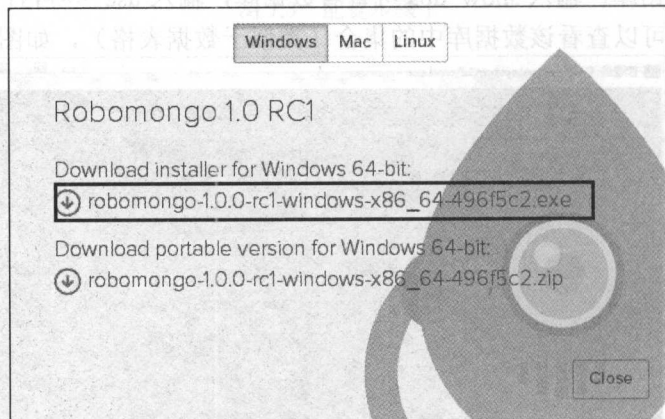 Windows Mac Linux
Robomongo 1.0 RC1
Download installer for Windows 64-bit:
robomongo-1.0.0-rc1-windows-x86_64-496f5c2.exe
Download portable version for Windows 64-bit:
robomongo-1.0.0-rc1-windows-x86_64-496f5c2.zip
Close